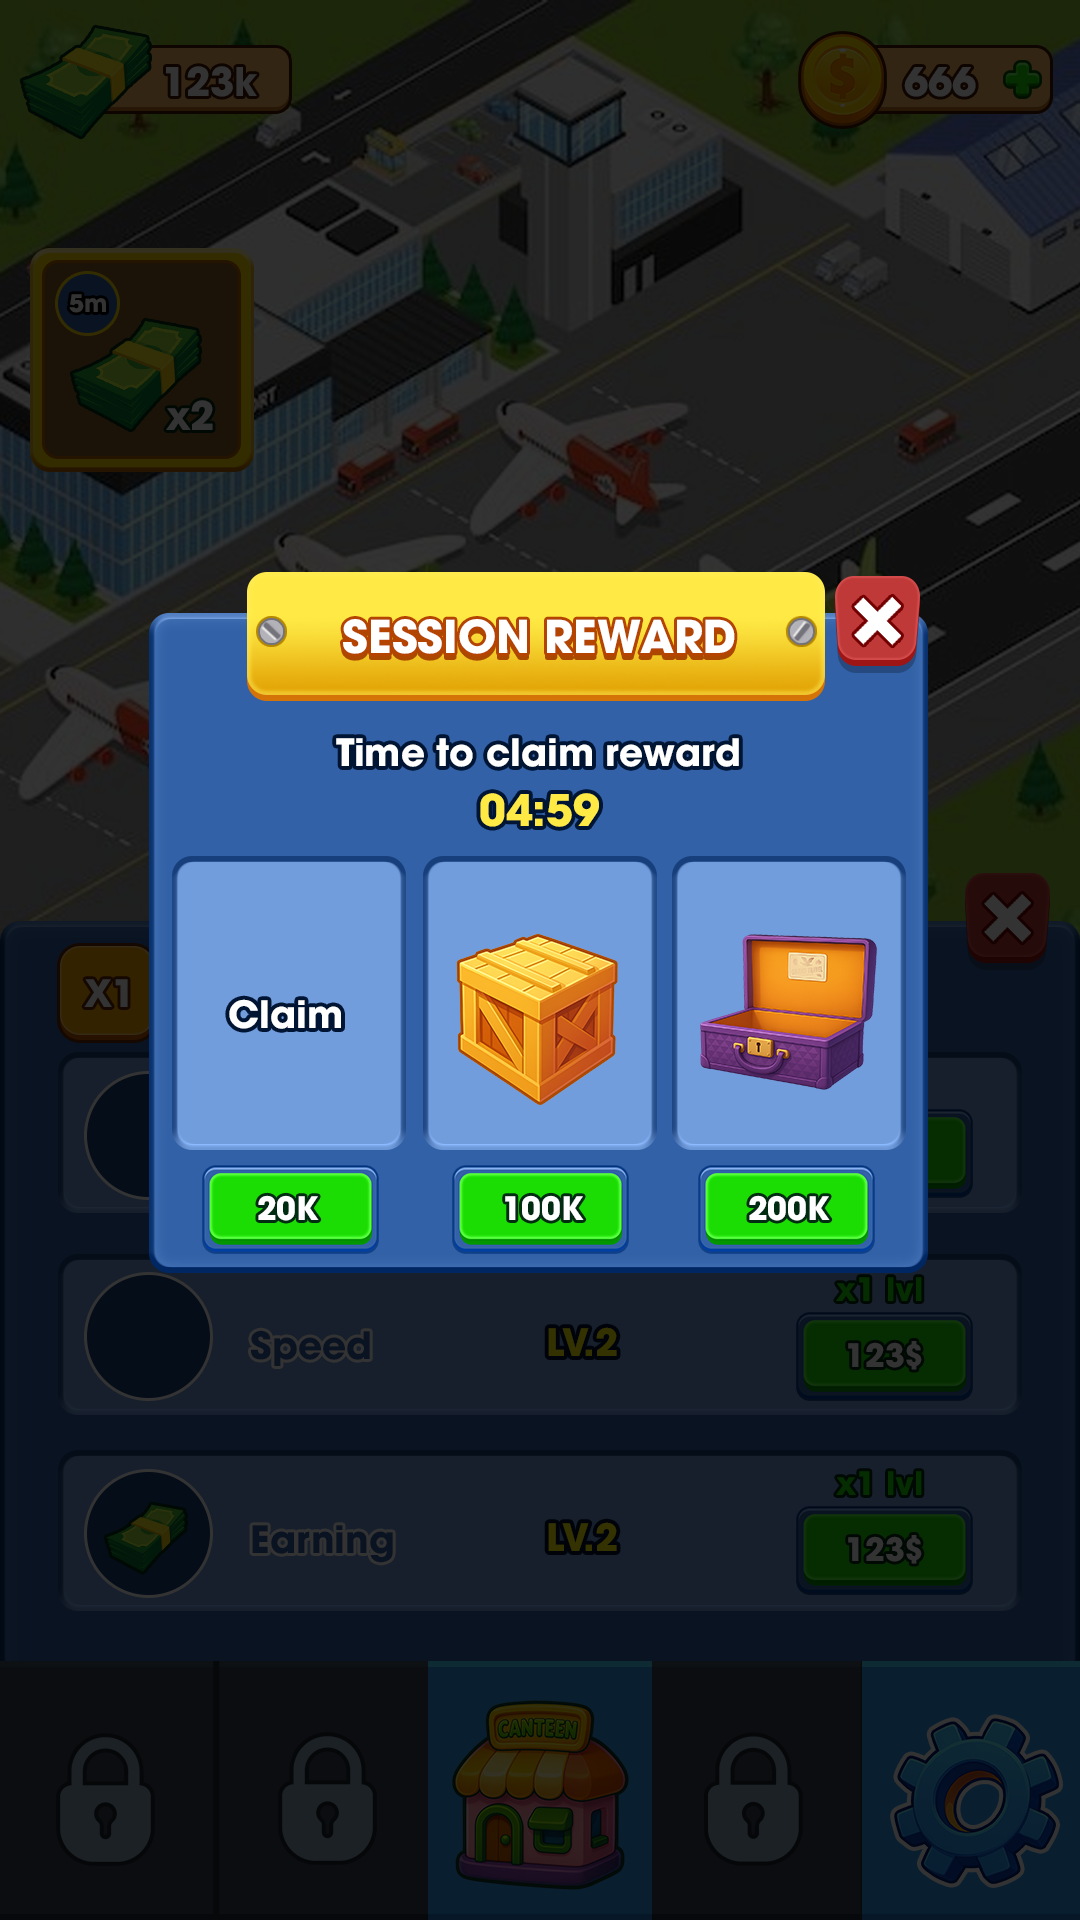 123k
666
5m
x2
SESSION REWARD
Time to claim reward
04:59
X1
Claim
20K
100K
200K
x1 lvl
Speed
LV.2
123$
x1 lvl
Earning
LV.2
123$
CANTEEN